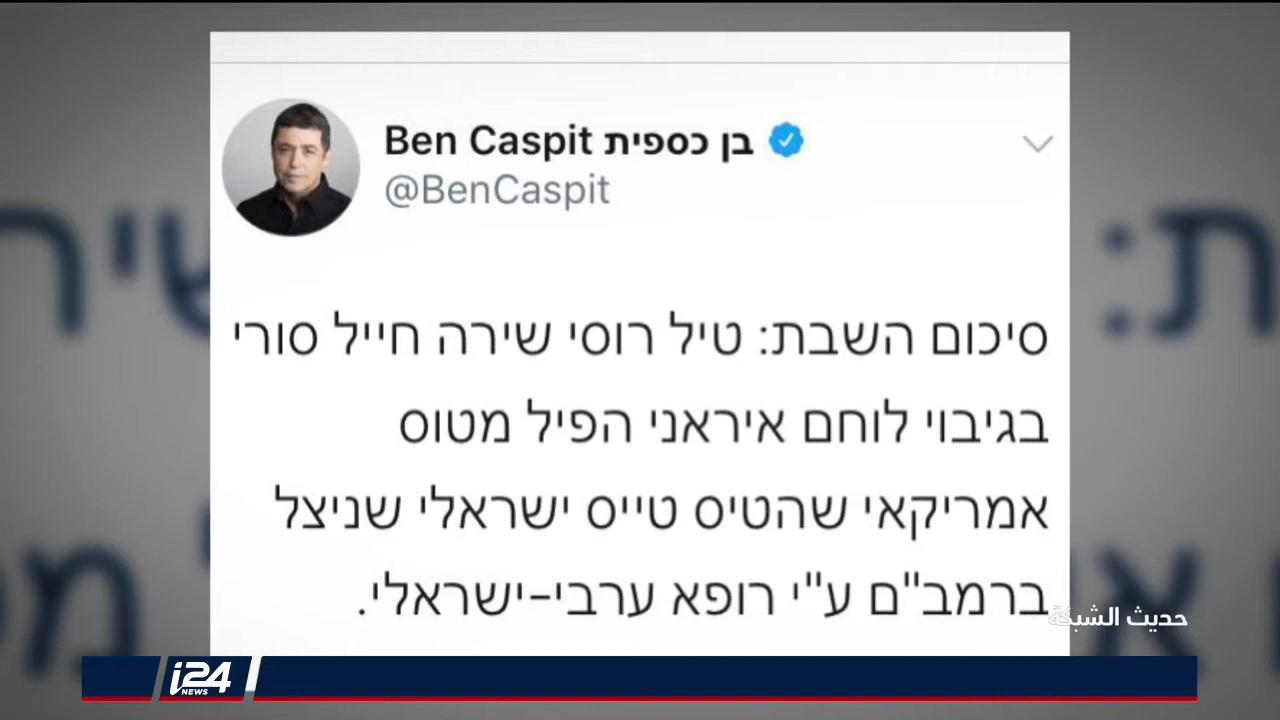 Ben Caspit בן כספית
@BenCaspit
סיכום השבת: טיל רוסי שירה חייל סורי
בגיבוי לוחם איראני הפיל מטוס
אמריקאי שהטיס טייס ישראלי שניצל
ברמב"ם ע"י רופא ערבי-ישראלי.
حديث الشبكة
i24
NEWS